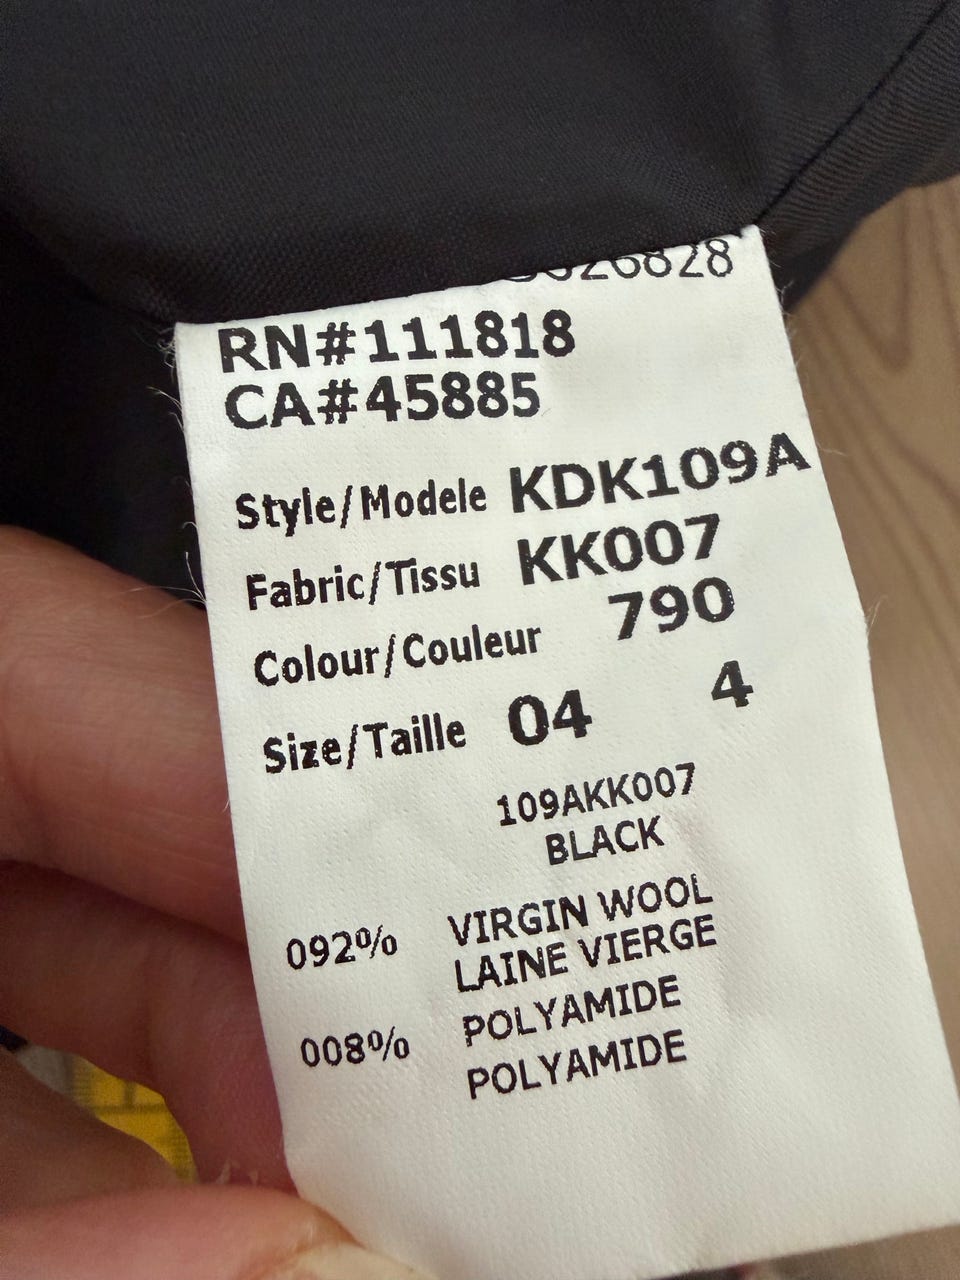 26828
RN#111818
CA#45885
Style/Modele KDK109A
Fabric/Tissu KK007
Colour/Couleur 790
Size/Taille 04 4
109AKK007
BLACK
092% VIRGIN WOOL
LAINE VIERGE
008% POLYAMIDE
POLYAMIDE